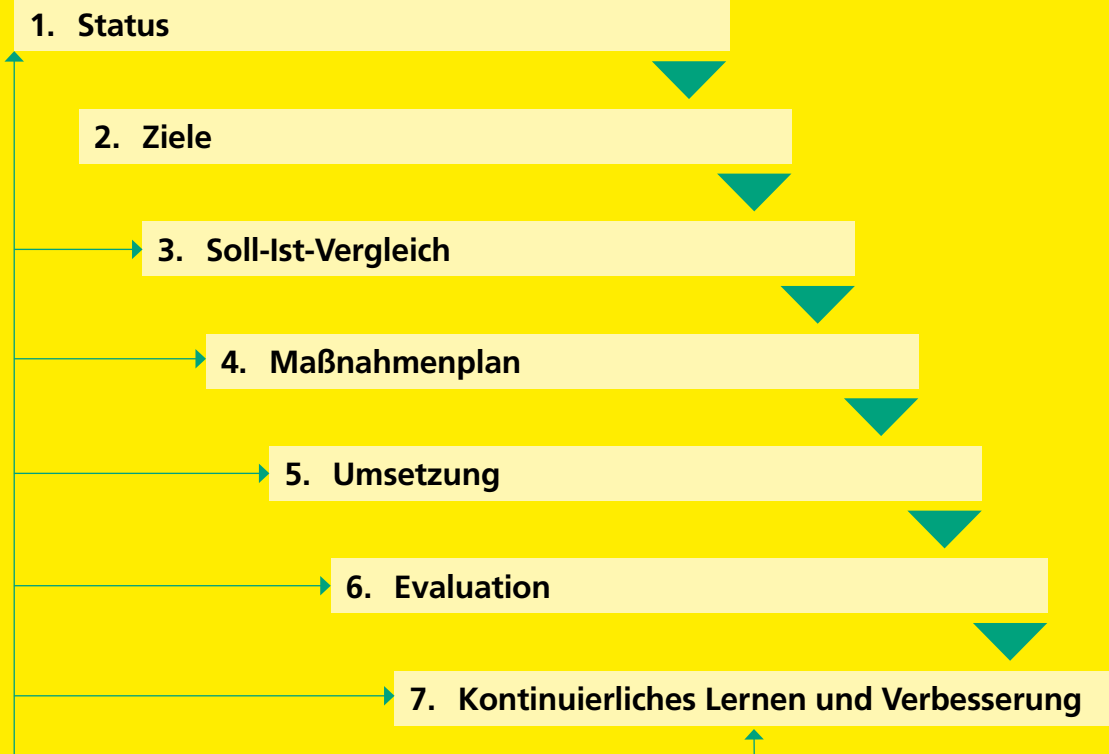 1. Status
2. Ziele
3. Soll-Ist-Vergleich
4. Maßnahmenplan
5. Umsetzung
6. Evaluation
7. Kontinuierliches Lernen und Verbesserung